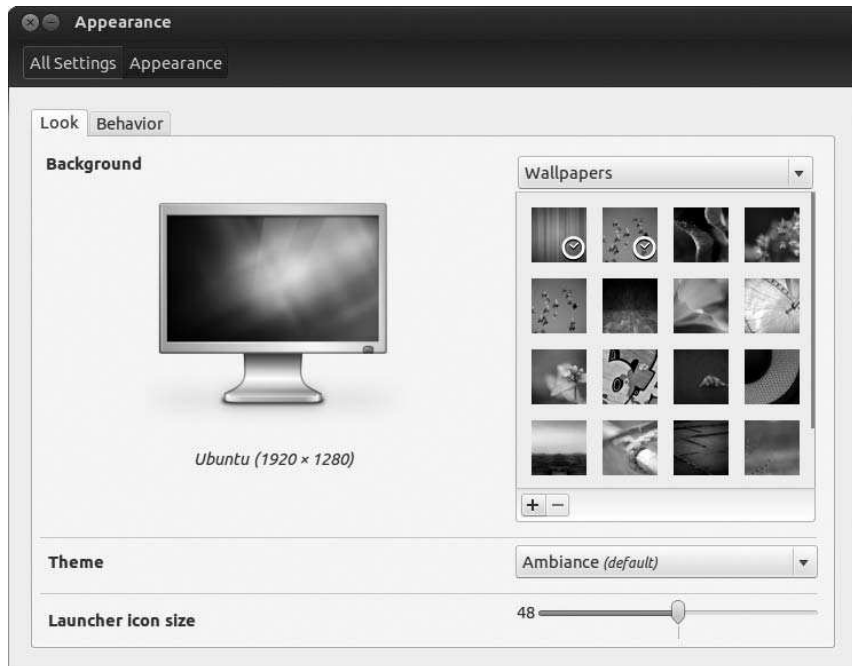 Appearance
All Settings Appearance
Look Behavior
Background
Wallpapers
Ubuntu (1920 × 1280)
Theme
Ambiance (default)
Launcher icon size
48